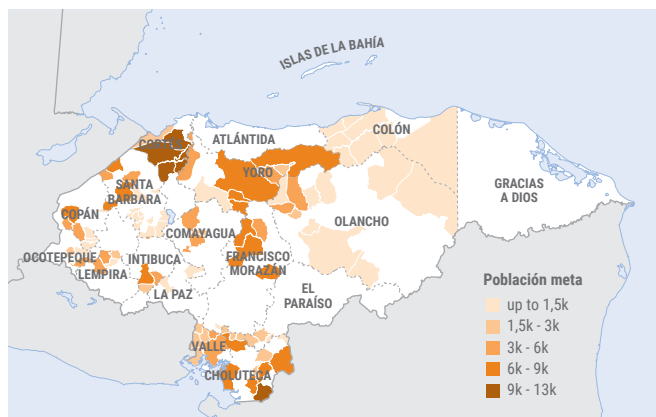 ISLAS DE LA BAHÍA
ATLÁNTIDA
COLÓN
CORTÉS
YORO
SANTA
BARBARA
GRACIAS
A DIOS
COPÁN
OLANCHO
COMAYAGUA
OCOTEPEQUE
INTIBUCA
FRANCISCO
MORAZÁN
LEMPIRA
LA PAZ
EL
PARAÍSO
VALLE
CHOLUTECA
Población meta
up to 1,5k
1,5k - 3k
3k - 6k
6k - 9k
9k - 13k